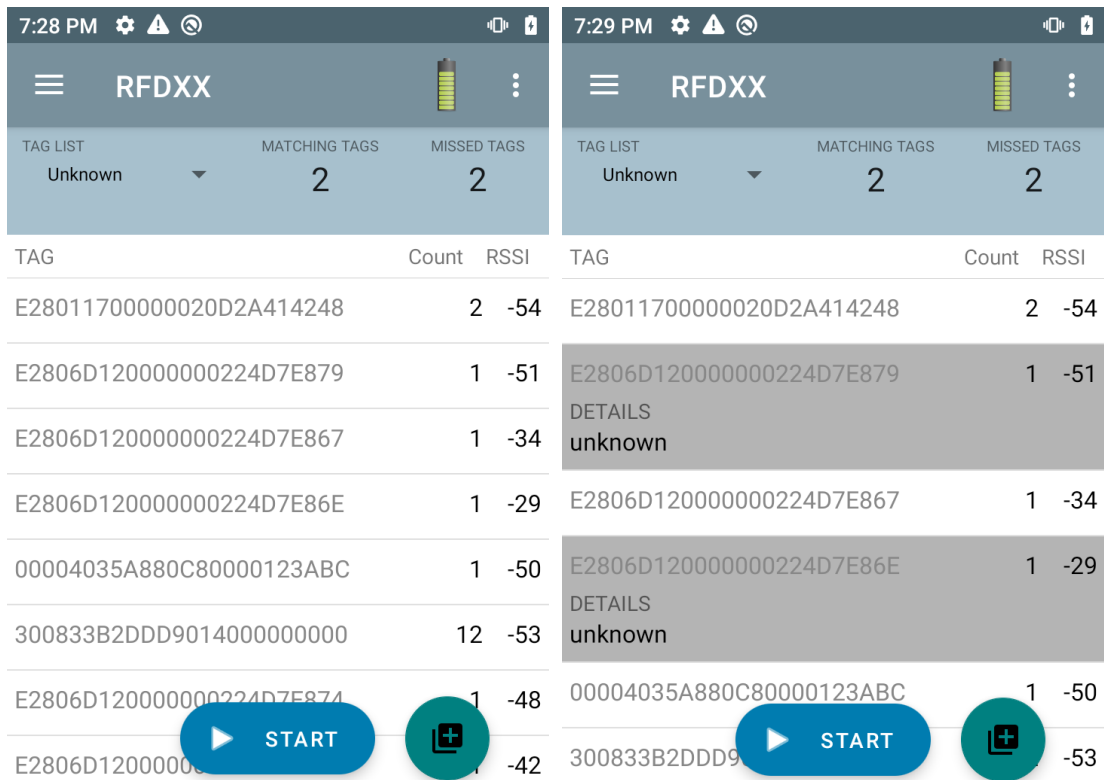 7:28 PM
RFDXX
TAG LIST MATCHING TAGS MISSED TAGS
Unknown 2 2
TAG Count RSSI
E28011700000020D2A414248 2 -54
E2806D120000000224D7E879 1 -51
E2806D120000000224D7E867 1 -34
E2806D120000000224D7E86E 1 -29
00004035A880C80000123ABC 1 -50
300833B2DDD9014000000000 12 -53
E2806D120000000224D7E874 1 -48
START
-42
7:29 PM
RFDXX
TAG LIST MATCHING TAGS MISSED TAGS
Unknown 2 2
TAG Count RSSI
E28011700000020D2A414248 2 -54
E2806D120000000224D7E879 1 -51
DETAILS
unknown
E2806D120000000224D7E867 1 -34
E2806D120000000224D7E86E 1 -29
DETAILS
unknown
00004035A880C80000123ABC 1 -50
START
-53